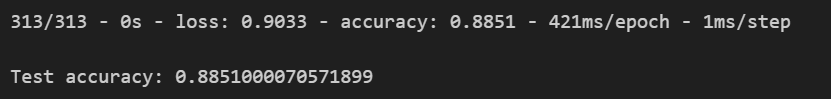 313/313 - 0s - loss: 0.9033 - accuracy: 0.8851 - 421ms/epoch - 1ms/step
Test accuracy: 0.8851000070571899